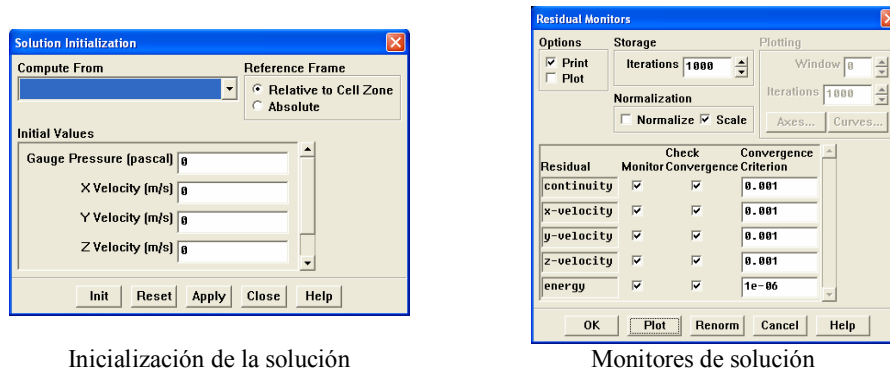 Solution Initialization
Compute From
Reference Frame
Relative to Cell Zone
Absolute
Initial Values
Gauge Pressure (pascal) 0
X Velocity (m/s) 0
Y Velocity (m/s) 0
Z Velocity (m/s) 0
Init Reset Apply Close Help
Inicialización de la solución
Residual Monitors
Options Storage Plotting
Print Iterations 1000 Window 0
Plot
Iterations 1000
Normalization
Normalize Scale Axes... Curves...
Check Convergence
Residual Monitor Convergence Criterion
continuity 0.001
x-velocity 0.001
y-velocity 0.001
z-velocity 0.001
energy 1e-06
OK Plot Renorm Cancel Help
Monitores de solución